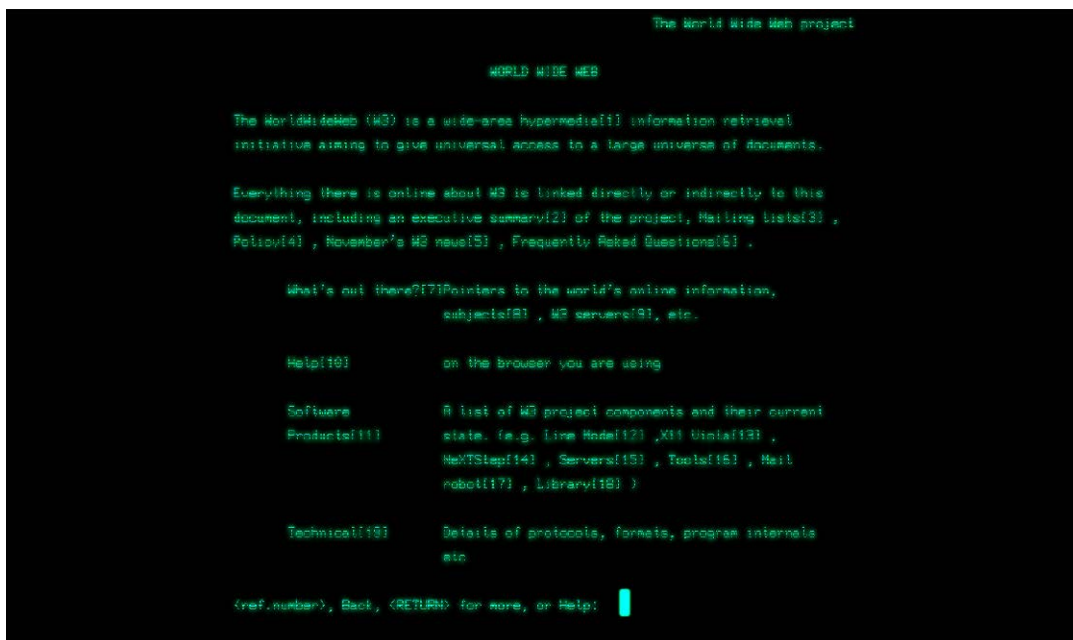 The World Wide Web project
WORLD WIDE WEB
The WorldWideWeb (W3) is a wide-area hypermedia[1] information retrieval
initiative aiming to give universal access to a large universe of documents.
Everything there is online about W3 is linked directly or indirectly to this
document, including an executive summary[2] of the project, Mailing lists[3] ,
Policy[4] , November's W3 news[5] , Frequently Asked Questions[6] .
What's out there?[7]Pointers to the world's online information,
subjects[8] , W3 servers[9], etc.
Help[10] on the browser you are using
Software A list of W3 project components and their current
Products[11] state. (e.g. Line Mode[12] ,X11 Viola[13] ,
NeXTStep[14] , Servers[15] , Tools[16] , Mail
robot[17] , Library[18] )
Technical[19] Details of protocols, formats, program internals
etc
<ref.number>, Back, <RETURN> for more, or Help: